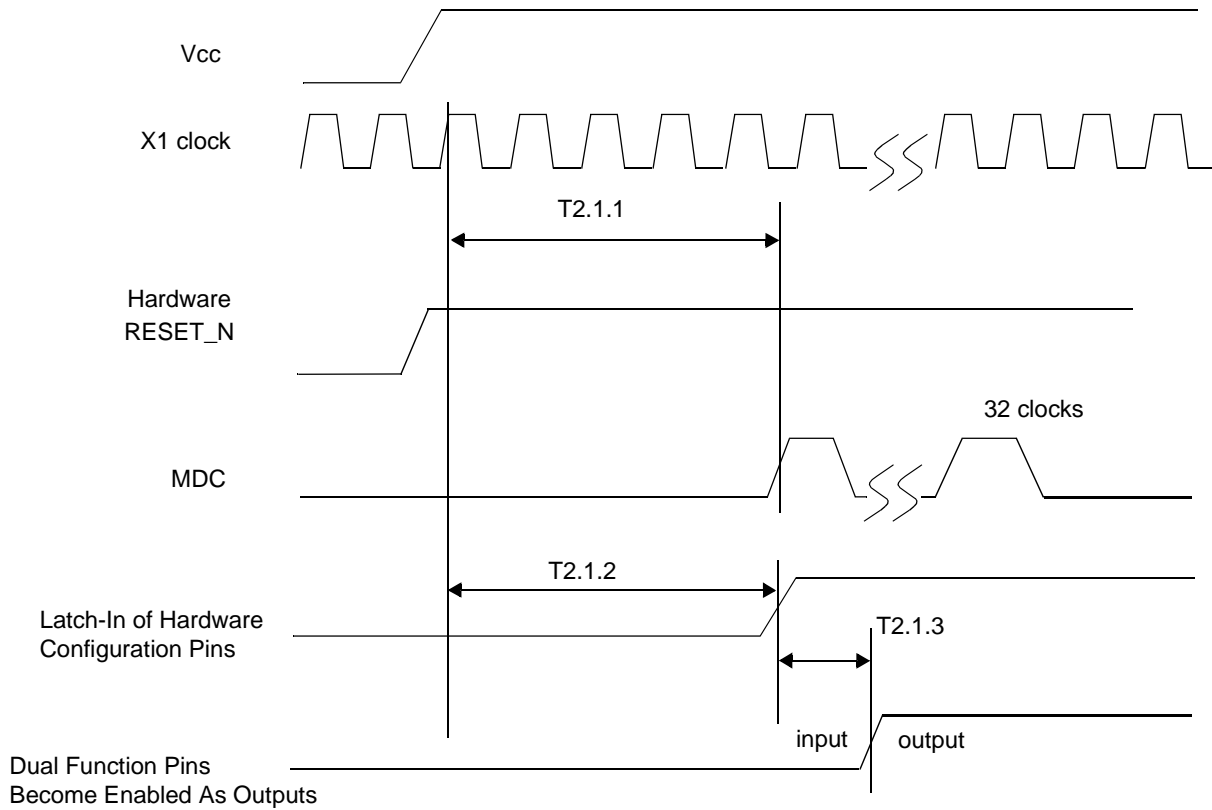 Vcc
X1 clock
T2.1.1
Hardware
RESET_N
32 clocks
MDC
T2.1.2
Latch-In of Hardware
Configuration Pins
T2.1.3
input
output
Dual Function Pins
Become Enabled As Outputs